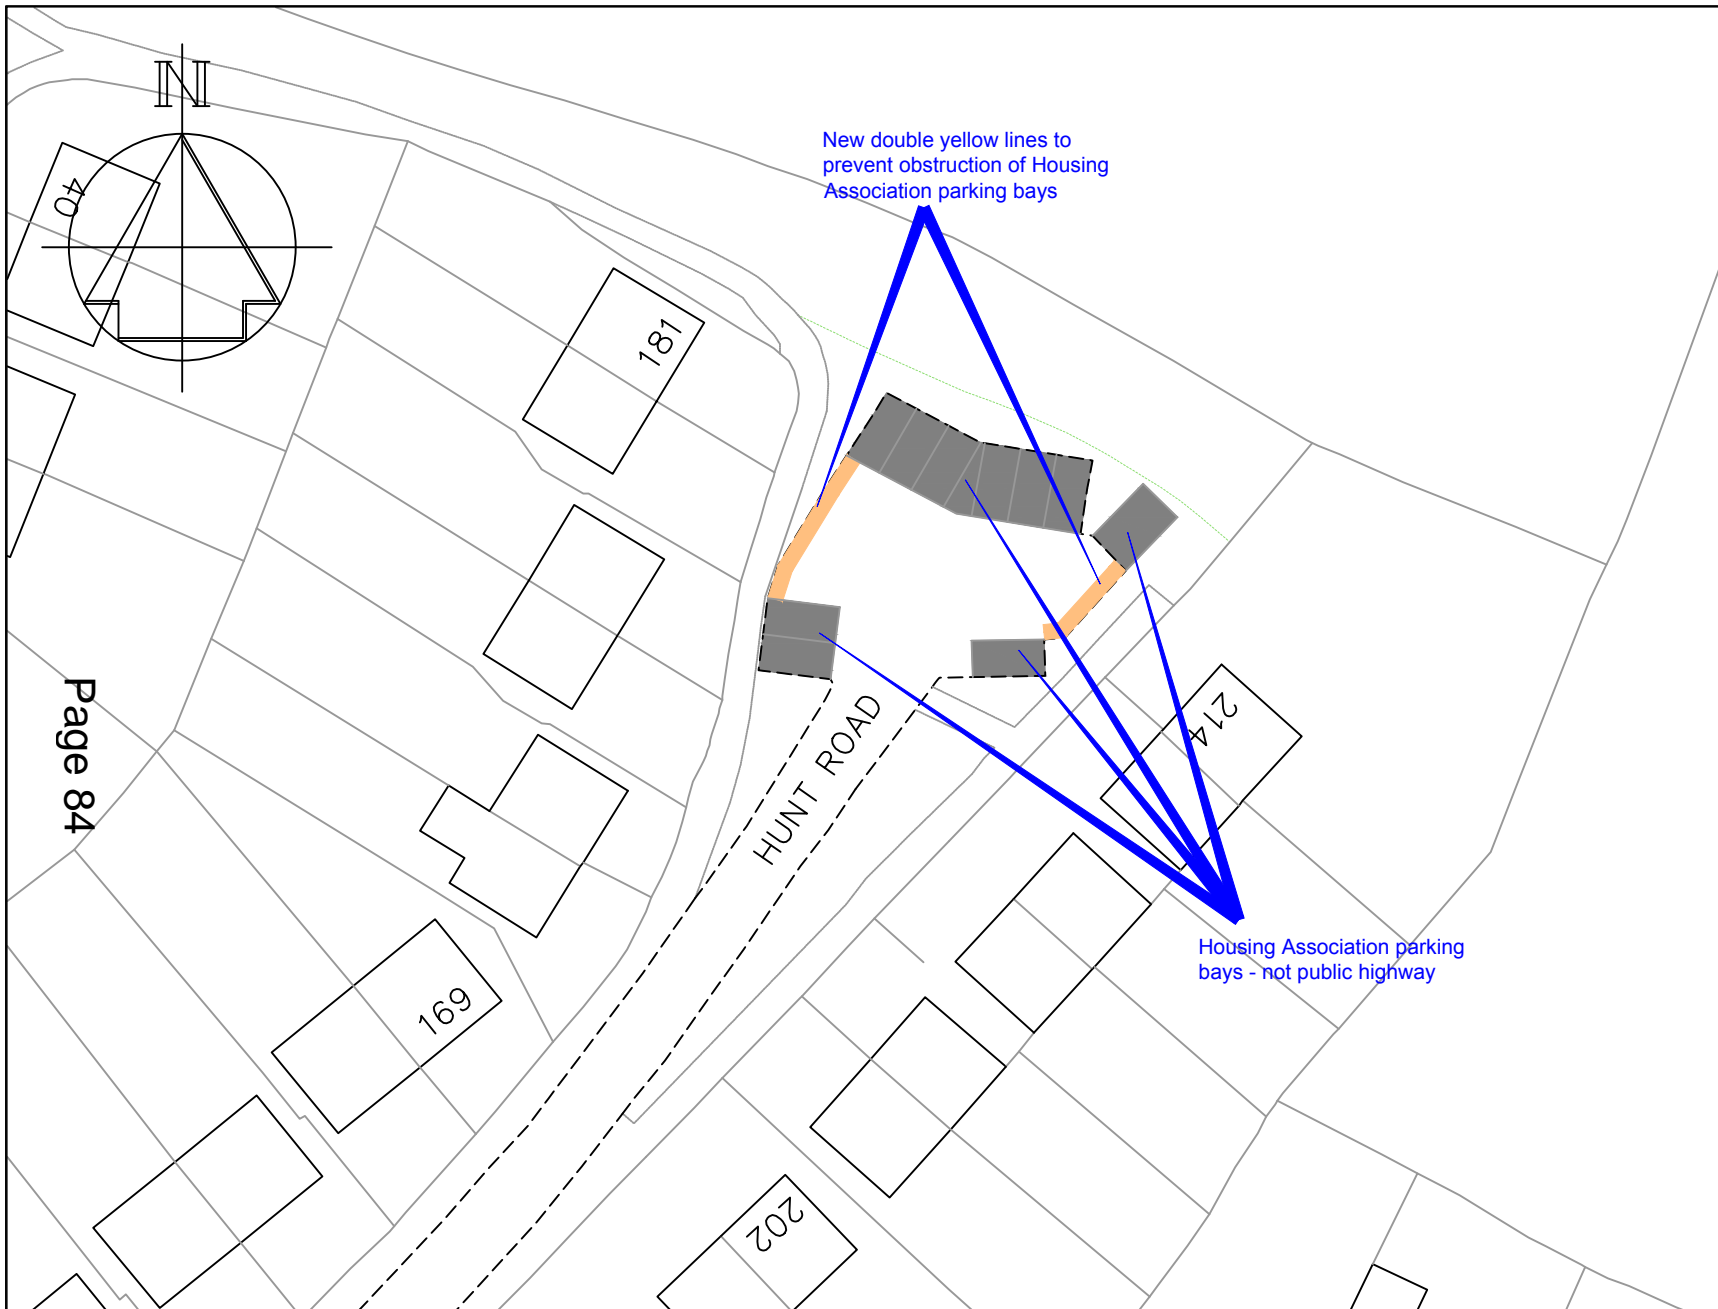 N
New double yellow lines to
prevent obstruction of Housing
Association parking bays
40
181
Page 84
HUNT ROAD
214
Housing Association parking
bays - not public highway
169
202